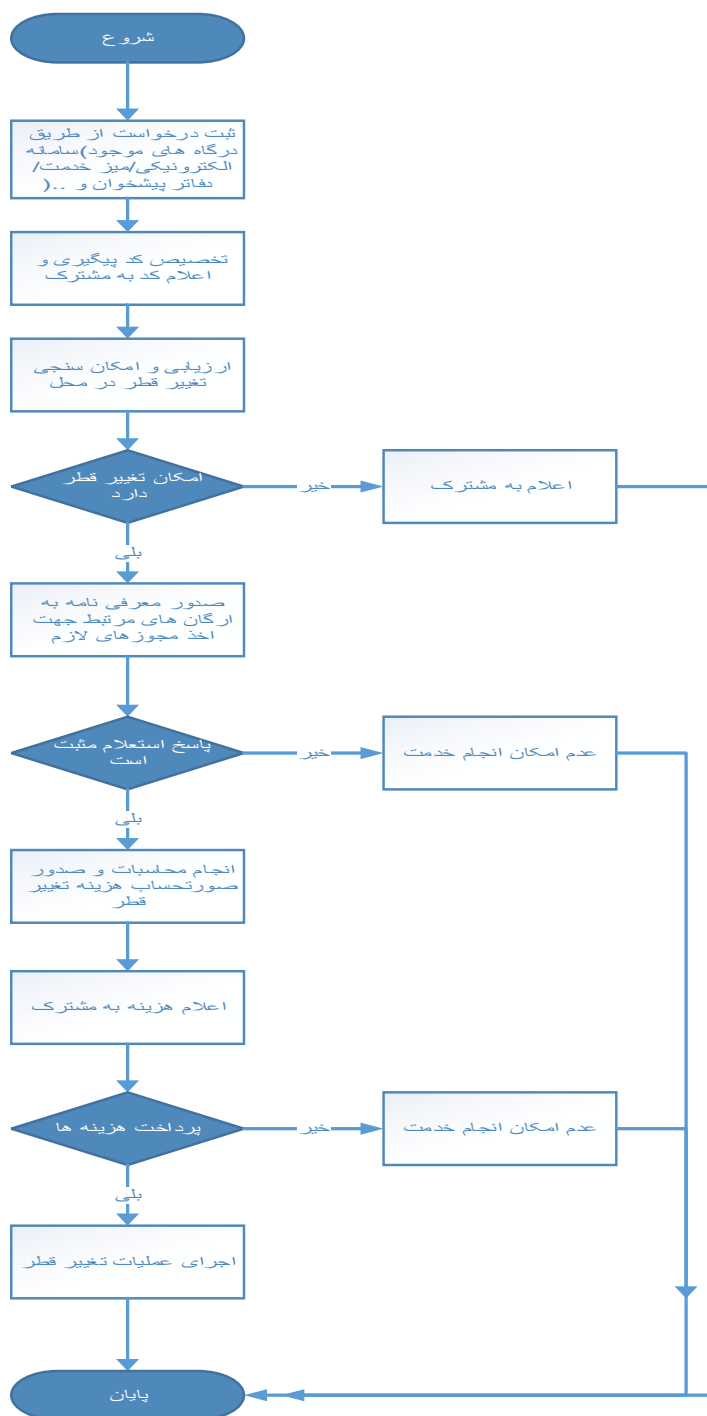 شروع
ثبت درخواست از طریق
درگاه های موجود)سامانه
الکترونیکی/میز خدمت/
دفاتر پیشخوان و ..(
تخصیص کد پیگیری و
اعلام کد به مشترک
ارزیابی و امکان سنجی
تغییر قطر در محل
امکان تغییر قطر
دارد
خیر
اعلام به مشترک
بلی
صدور معرفی نامه به
ارگان های مرتبط جهت
اخذ مجوزهای لازم
پاسخ استعلام مثبت
است
خیر
عدم امکان انجام خدمت
بلی
انجام محاسبات و صدور
صورتحساب هزینه تغییر
قطر
اعلام هزینه به مشترک
پرداخت هزینه ها
خیر
عدم امکان انجام خدمت
بلی
اجرای عملیات تغییر قطر
پایان